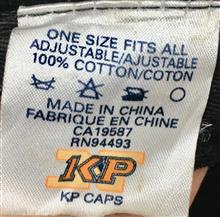 ONE SIZE FITS ALL
ADJUSTABLE/AJUSTABLE
100% COTTON/COTON
MADE IN CHINA
FABRIQUE EN CHINE
CA19587
RN94493
KP
KP CAPS